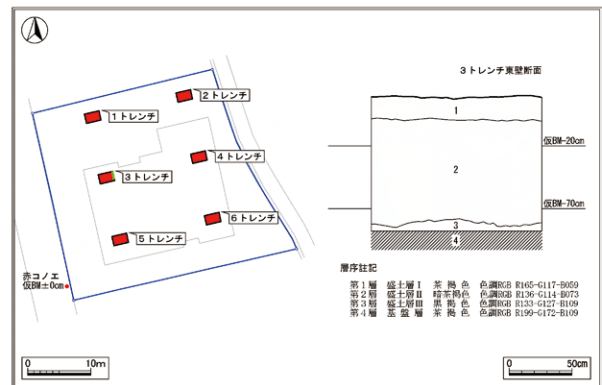 3トレンチ東壁断面
2トレンチ
1トレンチ
4トレンチ
3トレンチ
6トレンチ
5トレンチ
赤コノエ
仮BM±0cm
1
仮BM-20cm
2
仮BM-70cm
3
4
層序註記
第1層 盛土層Ⅰ 茶褐色 色調RGB R165-G117-B059
第2層 盛土層Ⅱ 暗茶褐色 色調RGB R136-G114-B073
第3層 盛土層Ⅲ 黒褐色 色調RGB R133-G127-B109
第4層 基盤層 茶褐色 色調RGB R199-G172-B109
0 10m
0 50cm